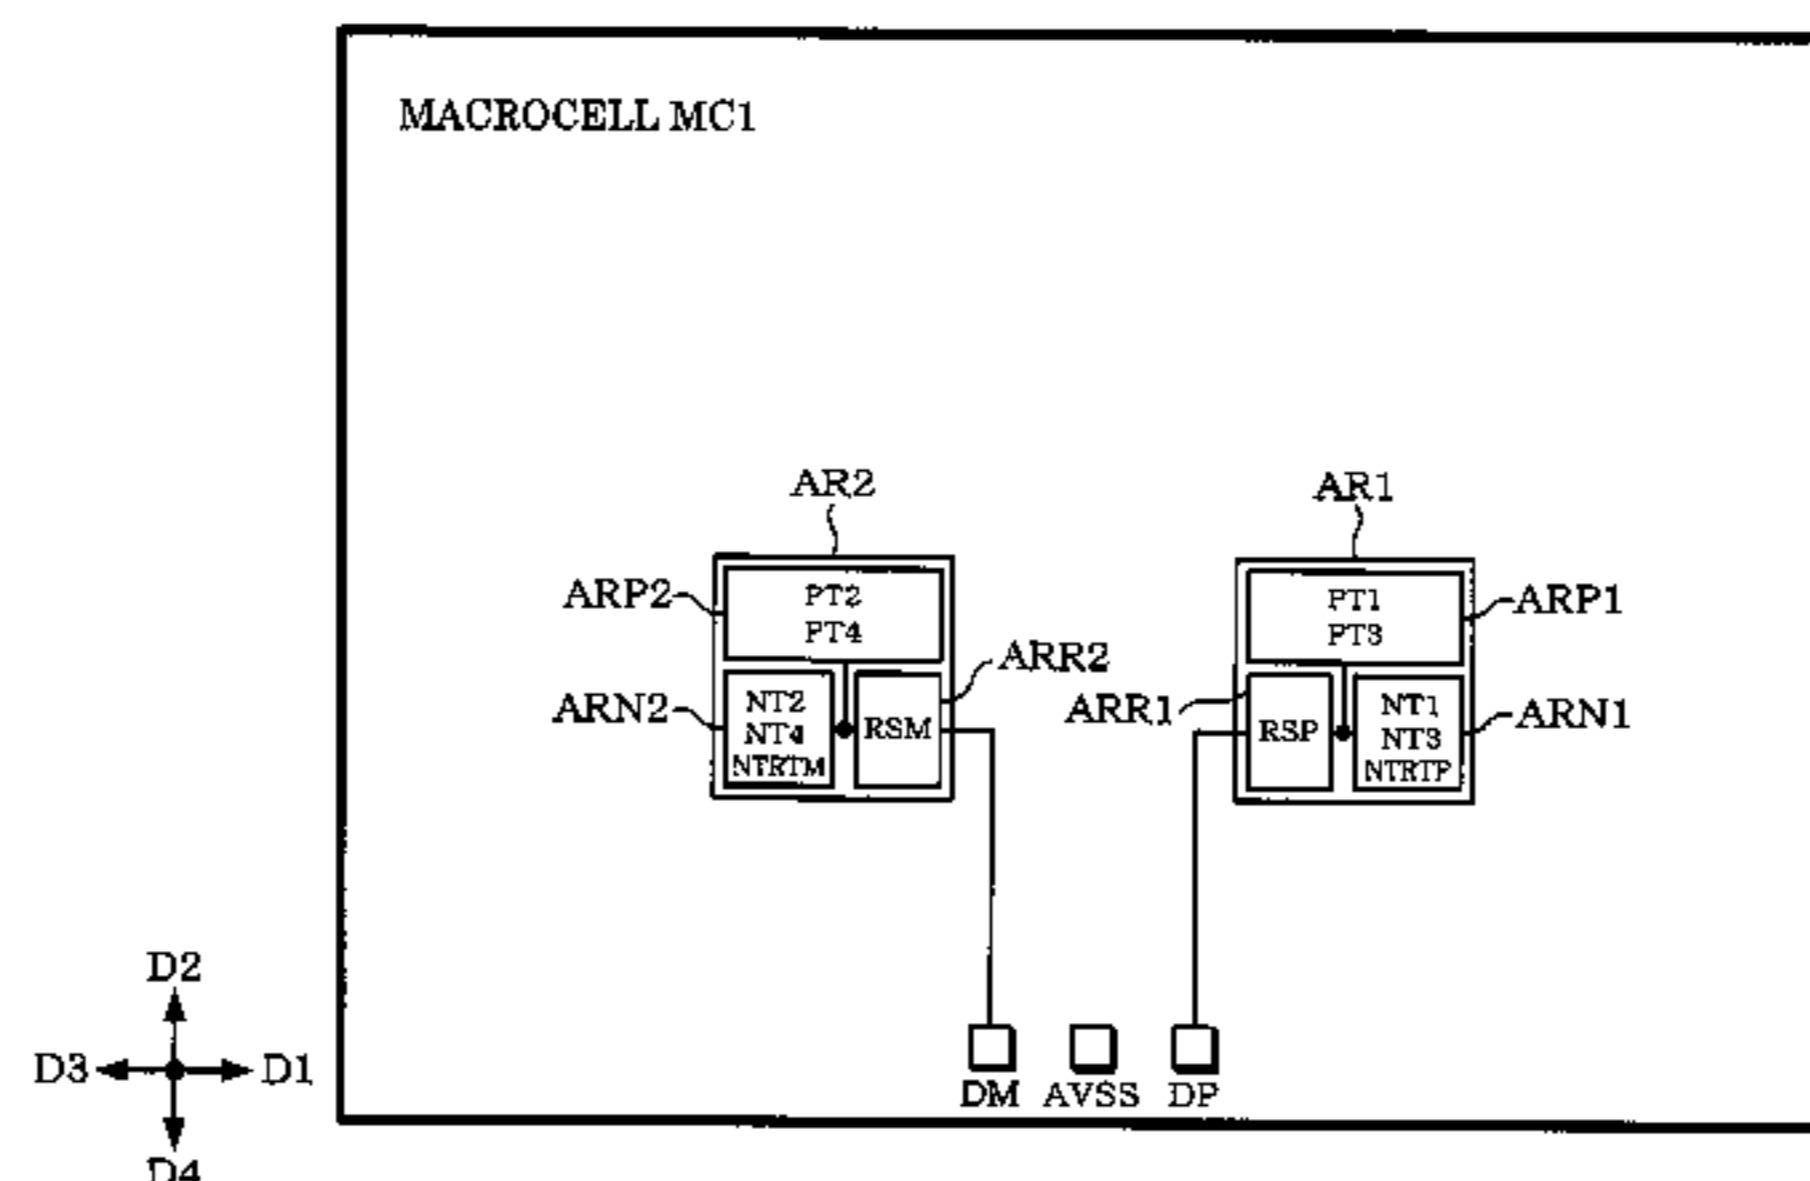 MACROCELL MC1
AR2
AR1
ARP2
PT2
PT4
PT1
PT3
ARP1
ARR2
ARN2
NT2
NT4
NTRTM
RSM
ARR1
RSP
NT1
NT3
NTRTP
ARN1
D2
D3
D1
D4
DM
AVSS
DP